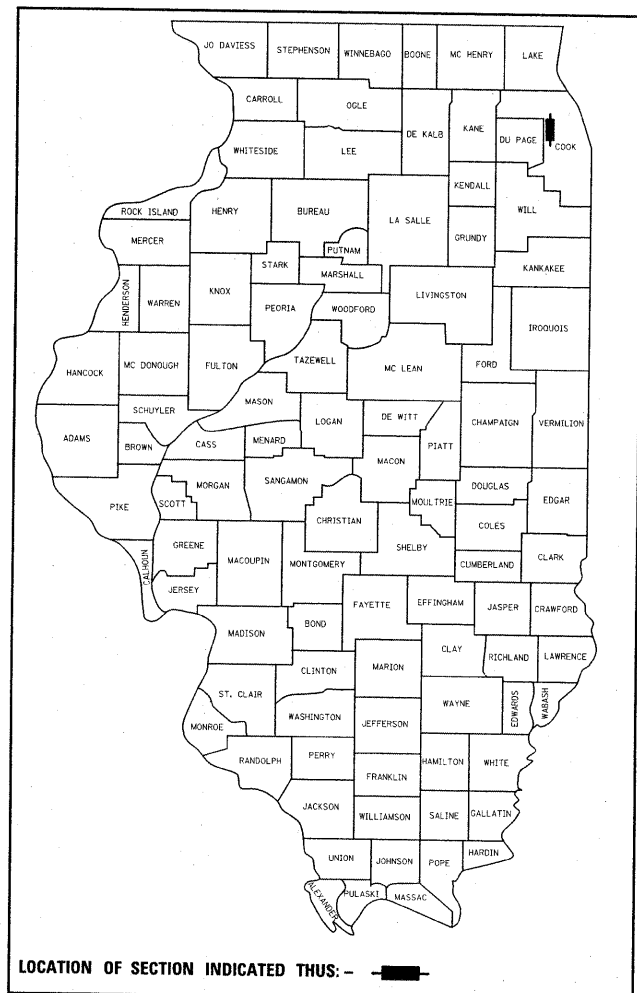 JO DAVIESS STEPHENSON WINNEBAGO BOONE MC HENRY LAKE
CARROLL OGLE DE KALB KANE DU PAGE COOK
WHITESIDE LEE
KENDALL WILL
ROCK ISLAND HENRY BUREAU LA SALLE
MERCER PUTNAM GRUNDY
STARK MARSHALL KANKAKEE
HENDERSON WARREN KNOX PEORIA WOODFORD LIVINGSTON IROQUOIS
HANCOCK MC DONOUGH FULTON TAZEWELL MC LEAN FORD
MASON
SCHUYLER LOGAN DE WITT CHAMPAIGN VERMILION
ADAMS BROWN CASS MENARD PIATT
MACON
MORGAN SANGAMON DOUGLAS
PIKE SCOTT MOULTRIE EDGAR
CHRISTIAN COLES
GREENE SHELBY
CALHOUN MACOUPIN MONTGOMERY CUMBERLAND CLARK
JERSEY FAYETTE EFFINGHAM JASPER CRAWFORD
MADISON BOND
CLAY RICHLAND LAWRENCE
CLINTON MARION
ST. CLAIR WAYNE EDWARDS WABASH
WASHINGTON JEFFERSON
MONROE
RANDOLPH PERRY HAMILTON WHITE
FRANKLIN
JACKSON WILLIAMSON SALINE GALLATIN
UNION JOHNSON POPE HARDIN
ALEXANDER PULASKI MASSAC
LOCATION OF SECTION INDICATED THUS: -